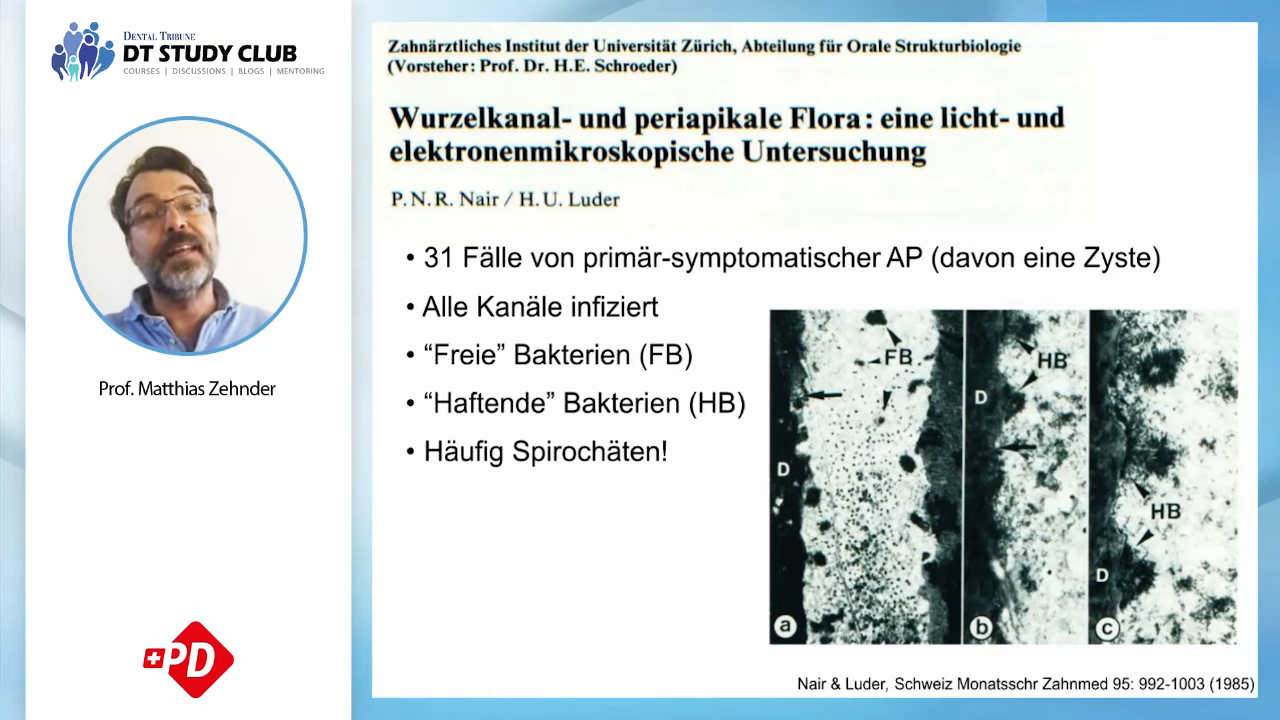 DENTAL TRIBUNE
DT STUDY CLUB
COURSES | DISCUSSIONS | BLOGS | MENTORING
Prof. Matthias Zehnder
PD
Zahnärztliches Institut der Universität Zürich, Abteilung für Orale Strukturbiologie
(Vorsteher: Prof. Dr. H.E. Schroeder)
Wurzelkanal- und periapikale Flora: eine licht- und
elektronenmikroskopische Untersuchung
P.N.R. Nair / H.U. Luder
• 31 Fälle von primär-symptomatischer AP (davon eine Zyste)
• Alle Kanäle infiziert
• “Freie” Bakterien (FB)
• “Haftende” Bakterien (HB)
• Häufig Spirochäten!
FB
D
a
HB
D
b
HB
D
c
Nair & Luder, Schweiz Monatsschr Zahnmed 95: 992-1003 (1985)